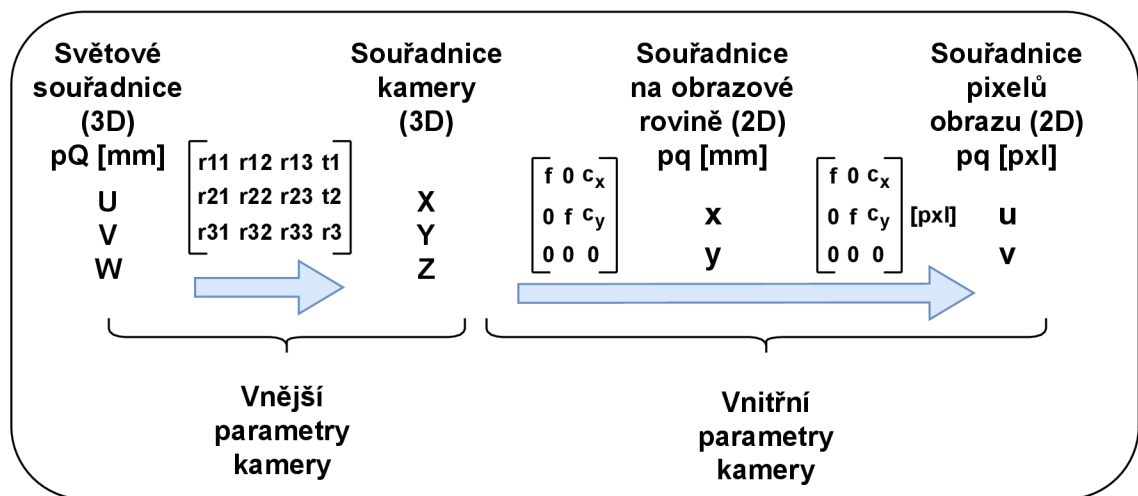 Světové
souřadnice
(3D)
pQ [mm]
U
V
W
r11 r12 r13 t1
r21 r22 r23 t2
r31 r32 r33 r3
Souřadnice
kamery
(3D)
X
Y
Z
f 0 cx
0 f cy
0 0 0
Souřadnice
na obrazové
rovině (2D)
pq [mm]
x
y
f 0 cx
0 f cy [pxl]
0 0 0
Souřadnice
pixelů
obrazu (2D)
pq [pxl]
u
v
Vnější
parametry
kamery
Vnitřní
parametry
kamery